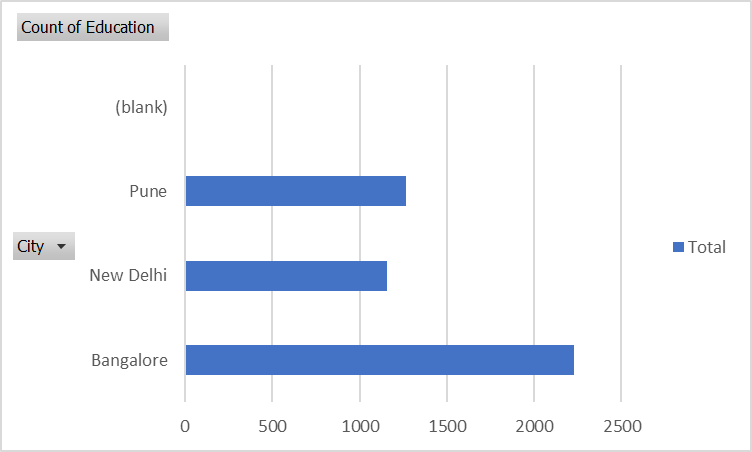 Count of Education
(blank)
Pune
City
New Delhi
Bangalore
Total
0 500 1000 1500 2000 2500